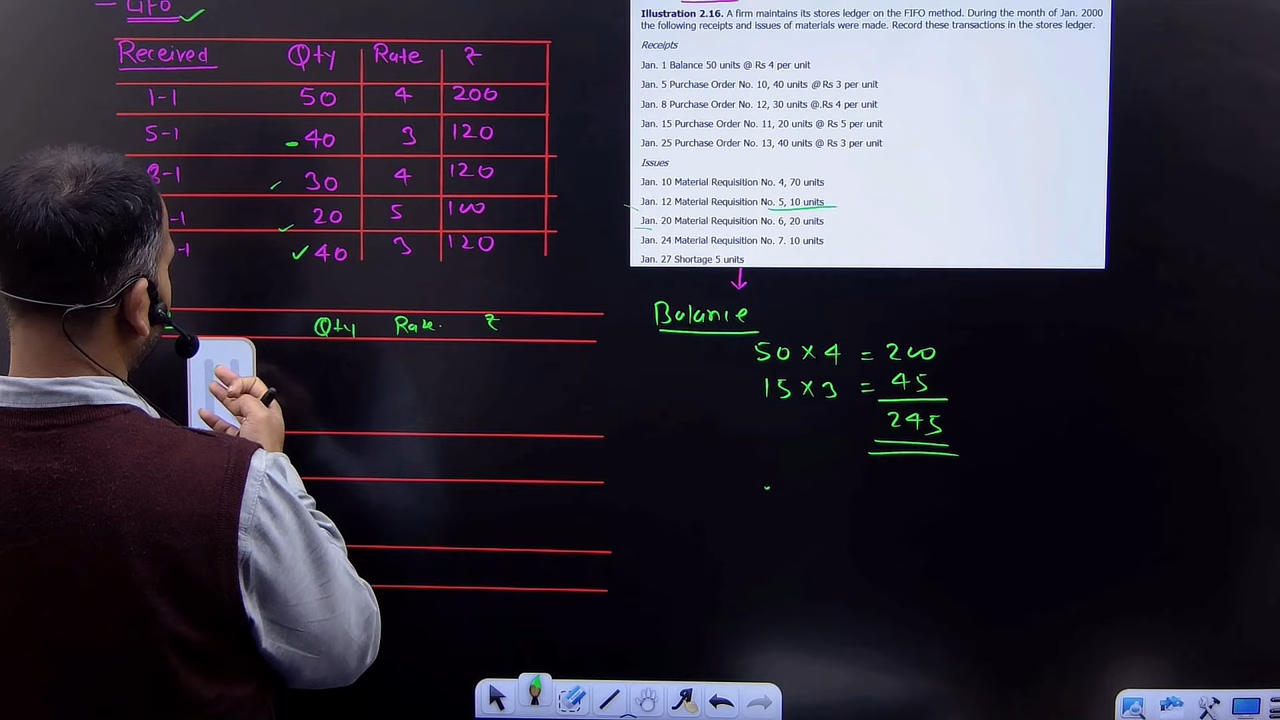 — LIFO
Received Qty Rate ₹
1-1 50 4 200
5-1 40 3 120
8-1 30 4 120
-1 20 5 100
-1 40 3 120
Qty Rate. ₹
Illustration 2.16. A firm maintains its stores ledger on the FIFO method. During the month of Jan. 2000
the following receipts and issues of materials were made. Record these transactions in the stores ledger.
Receipts
Jan. 1 Balance 50 units @ Rs 4 per unit
Jan. 5 Purchase Order No. 10, 40 units @ Rs 3 per unit
Jan. 8 Purchase Order No. 12, 30 units @.Rs 4 per unit
Jan. 15 Purchase Order No. 11, 20 units @ Rs 5 per unit
Jan. 25 Purchase Order No. 13, 40 units @ Rs 3 per unit
Issues
Jan. 10 Material Requisition No. 4, 70 units
Jan. 12 Material Requisition No. 5, 10 units
Jan. 20 Material Requisition No. 6, 20 units
Jan. 24 Material Requisition No. 7. 10 units
Jan. 27 Shortage 5 units
Balance
50 × 4 = 200
15 × 3 = 45
245